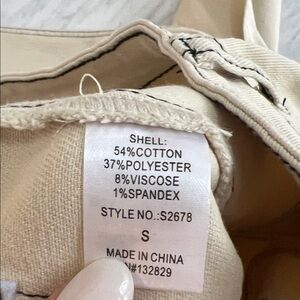 SHELL:
54%COTTON
37%POLYESTER
8%VISCOSE
1%SPANDEX
STYLE NO.:S2678
S
MADE IN CHINA
#132829